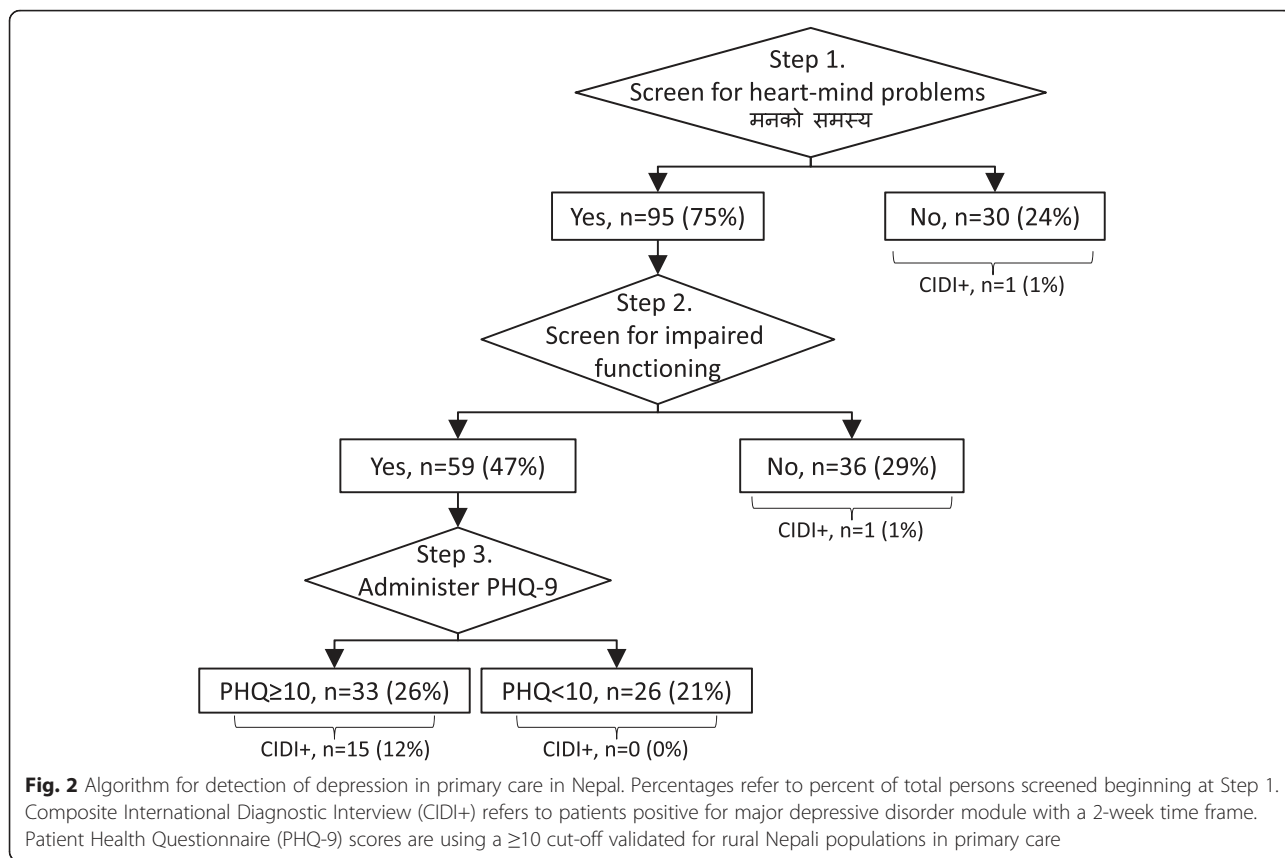 Step 1.
Screen for heart-mind problems
मनको समस्य
Yes, n=95 (75%)
No, n=30 (24%)
CIDI+, n=1 (1%)
Step 2.
Screen for impaired
functioning
Yes, n=59 (47%)
No, n=36 (29%)
CIDI+, n=1 (1%)
Step 3.
Administer PHQ-9
PHQ≥10, n=33 (26%)
PHQ<10, n=26 (21%)
CIDI+, n=15 (12%)
CIDI+, n=0 (0%)
Fig. 2 Algorithm for detection of depression in primary care in Nepal. Percentages refer to percent of total persons screened beginning at Step 1.
Composite International Diagnostic Interview (CIDI+) refers to patients positive for major depressive disorder module with a 2-week time frame.
Patient Health Questionnaire (PHQ-9) scores are using a ≥10 cut-off validated for rural Nepali populations in primary care